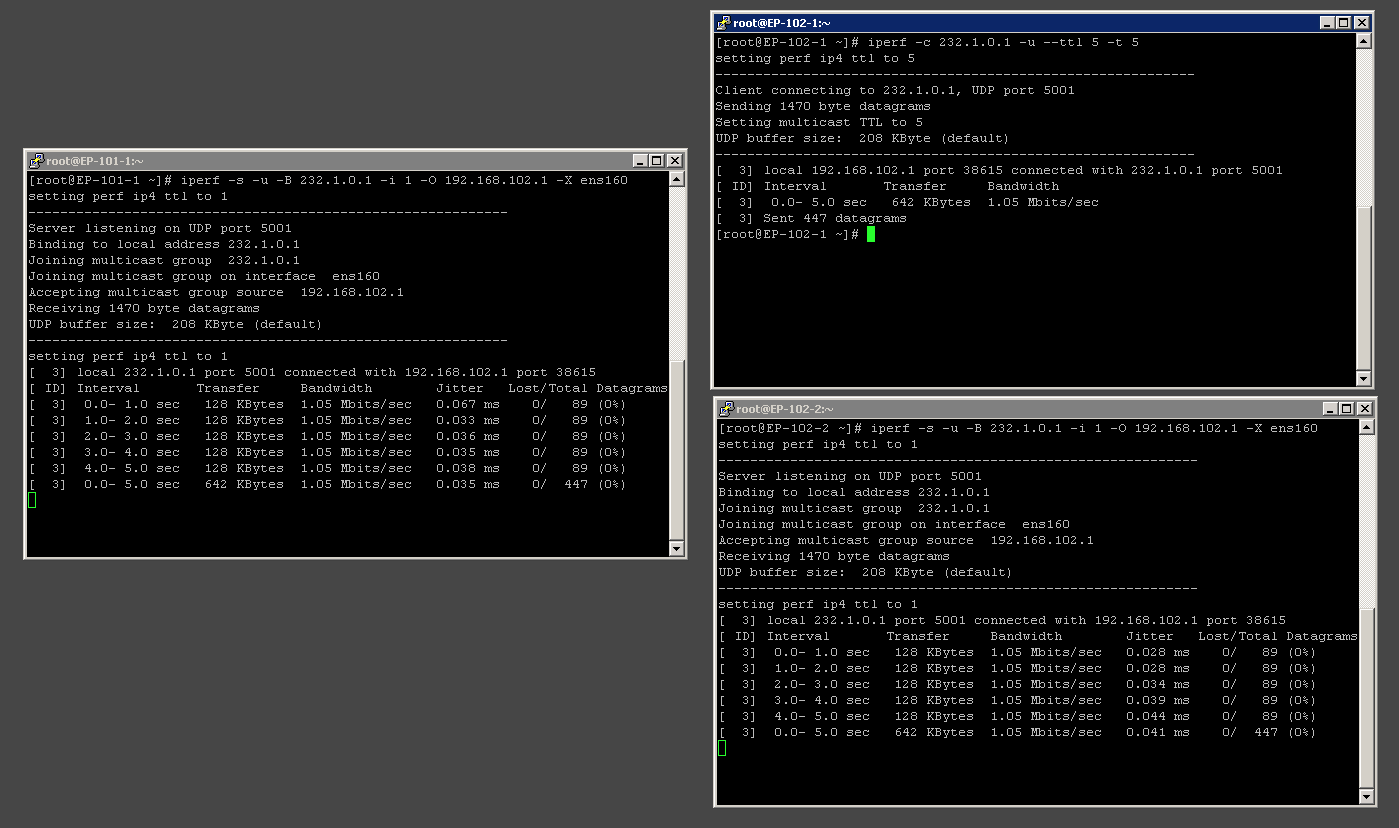 root@EP-101-1:~
[root@EP-101-1 ~]# iperf -s -u -B 232.1.0.1 -i 1 -O 192.168.102.1 -X ens160
setting perf ip4 ttl to 1
------------------------------------------------------------
Server listening on UDP port 5001
Binding to local address 232.1.0.1
Joining multicast group  232.1.0.1
Joining multicast group on interface  ens160
Accepting multicast group source  192.168.102.1
Receiving 1470 byte datagrams
UDP buffer size:  208 KByte (default)
------------------------------------------------------------
setting perf ip4 ttl to 1
[  3] local 232.1.0.1 port 5001 connected with 192.168.102.1 port 38615
[ ID] Interval       Transfer     Bandwidth        Jitter   Lost/Total Datagrams
[  3]  0.0- 1.0 sec   128 KBytes  1.05 Mbits/sec   0.067 ms    0/   89 (0%)
[  3]  1.0- 2.0 sec   128 KBytes  1.05 Mbits/sec   0.033 ms    0/   89 (0%)
[  3]  2.0- 3.0 sec   128 KBytes  1.05 Mbits/sec   0.036 ms    0/   89 (0%)
[  3]  3.0- 4.0 sec   128 KBytes  1.05 Mbits/sec   0.035 ms    0/   89 (0%)
[  3]  4.0- 5.0 sec   128 KBytes  1.05 Mbits/sec   0.038 ms    0/   89 (0%)
[  3]  0.0- 5.0 sec   642 KBytes  1.05 Mbits/sec   0.035 ms    0/  447 (0%)
root@EP-102-1:~
[root@EP-102-1 ~]# iperf -c 232.1.0.1 -u --ttl 5 -t 5
setting perf ip4 ttl to 5
------------------------------------------------------------
Client connecting to 232.1.0.1, UDP port 5001
Sending 1470 byte datagrams
Setting multicast TTL to 5
UDP buffer size:  208 KByte (default)
------------------------------------------------------------
[  3] local 192.168.102.1 port 38615 connected with 232.1.0.1 port 5001
[ ID] Interval       Transfer     Bandwidth
[  3]  0.0- 5.0 sec   642 KBytes  1.05 Mbits/sec
[  3] Sent 447 datagrams
[root@EP-102-1 ~]#
root@EP-102-2:~
[root@EP-102-2 ~]# iperf -s -u -B 232.1.0.1 -i 1 -O 192.168.102.1 -X ens160
setting perf ip4 ttl to 1
------------------------------------------------------------
Server listening on UDP port 5001
Binding to local address 232.1.0.1
Joining multicast group  232.1.0.1
Joining multicast group on interface  ens160
Accepting multicast group source  192.168.102.1
Receiving 1470 byte datagrams
UDP buffer size:  208 KByte (default)
------------------------------------------------------------
setting perf ip4 ttl to 1
[  3] local 232.1.0.1 port 5001 connected with 192.168.102.1 port 38615
[ ID] Interval       Transfer     Bandwidth        Jitter   Lost/Total Datagrams
[  3]  0.0- 1.0 sec   128 KBytes  1.05 Mbits/sec   0.028 ms    0/   89 (0%)
[  3]  1.0- 2.0 sec   128 KBytes  1.05 Mbits/sec   0.028 ms    0/   89 (0%)
[  3]  2.0- 3.0 sec   128 KBytes  1.05 Mbits/sec   0.034 ms    0/   89 (0%)
[  3]  3.0- 4.0 sec   128 KBytes  1.05 Mbits/sec   0.039 ms    0/   89 (0%)
[  3]  4.0- 5.0 sec   128 KBytes  1.05 Mbits/sec   0.044 ms    0/   89 (0%)
[  3]  0.0- 5.0 sec   642 KBytes  1.05 Mbits/sec   0.041 ms    0/  447 (0%)